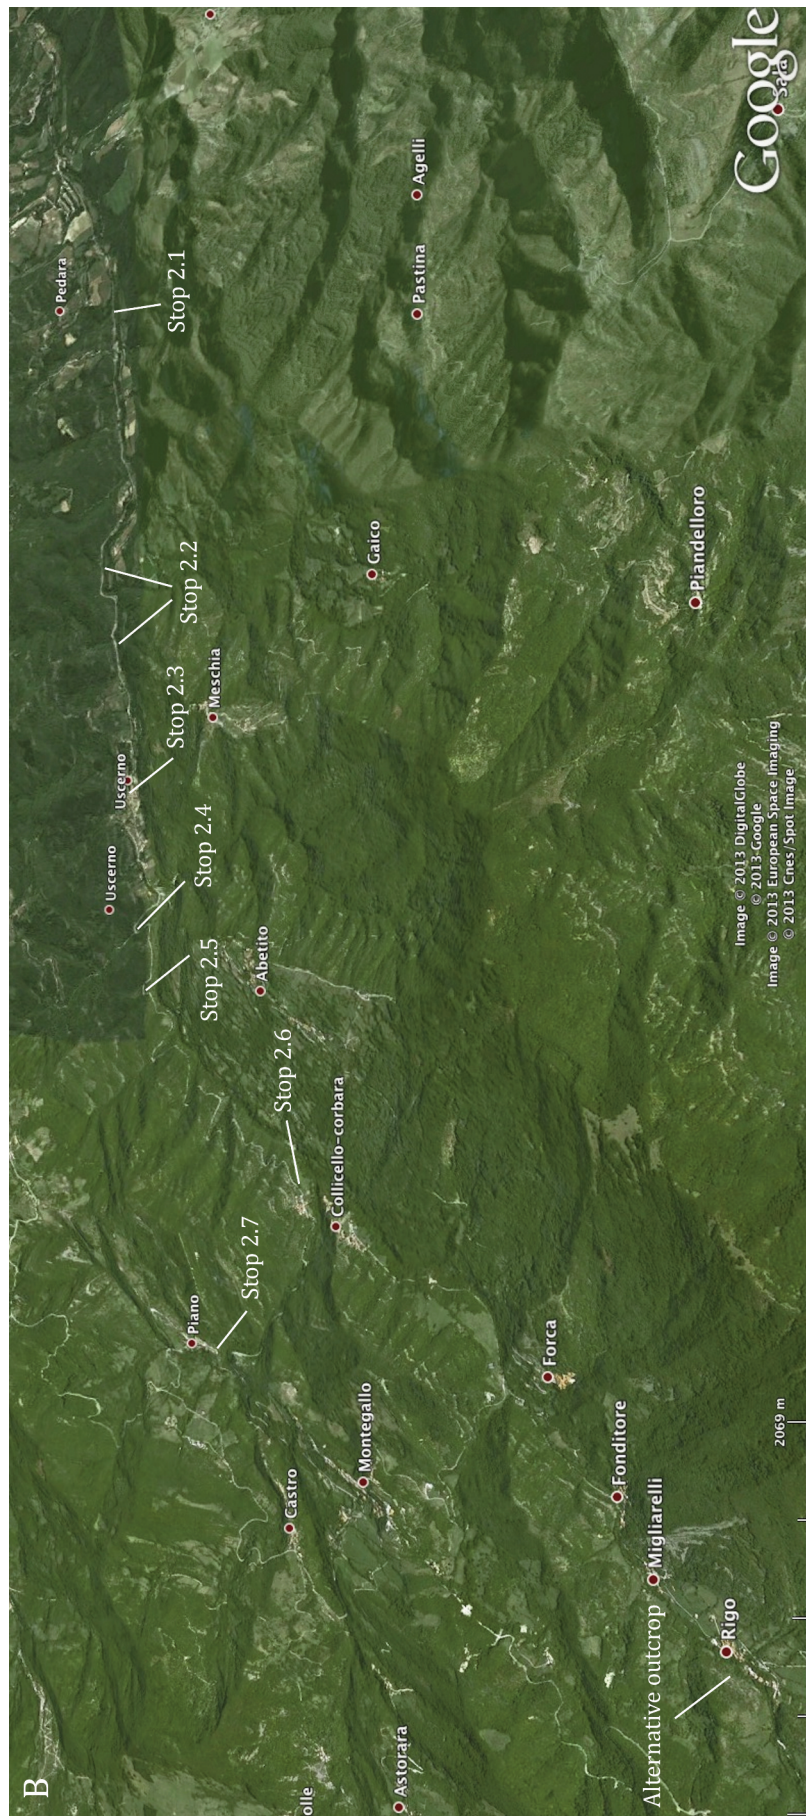 B
Pedara
Uscerno
Uscerno
Stop 2.3
Stop 2.1
Stop 2.2
Piano
Stop 2.4
Stop 2.5
Meschia
Stop 2.7
Abetito
Stop 2.6
Castro
olle
Collicello-corbara
Montegallo
Gaico
Astorara
Pastina
Agelli
Forca
Fonditore
Alternative outcrop
Migliarelli
Piandelloro
Rigo
Image © 2013 DigitalGlobe
© 2013 Google
Image © 2013 European Space Imaging
© 2013 Cnes/Spot Image
Google
2069 m